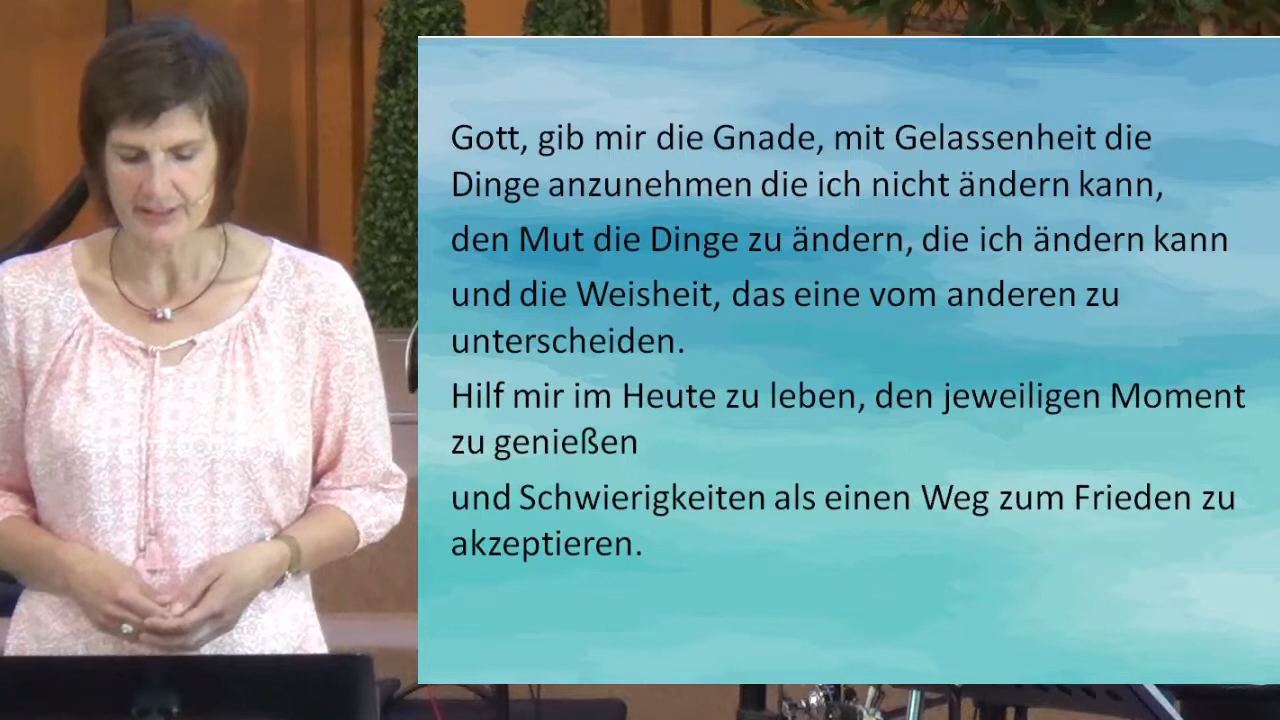 Gott, gib mir die Gnade, mit Gelassenheit die
Dinge anzunehmen die ich nicht ändern kann,
den Mut die Dinge zu ändern, die ich ändern kann
und die Weisheit, das eine vom anderen zu
unterscheiden.
Hilf mir im Heute zu leben, den jeweiligen Moment
zu genießen
und Schwierigkeiten als einen Weg zum Frieden zu
akzeptieren.